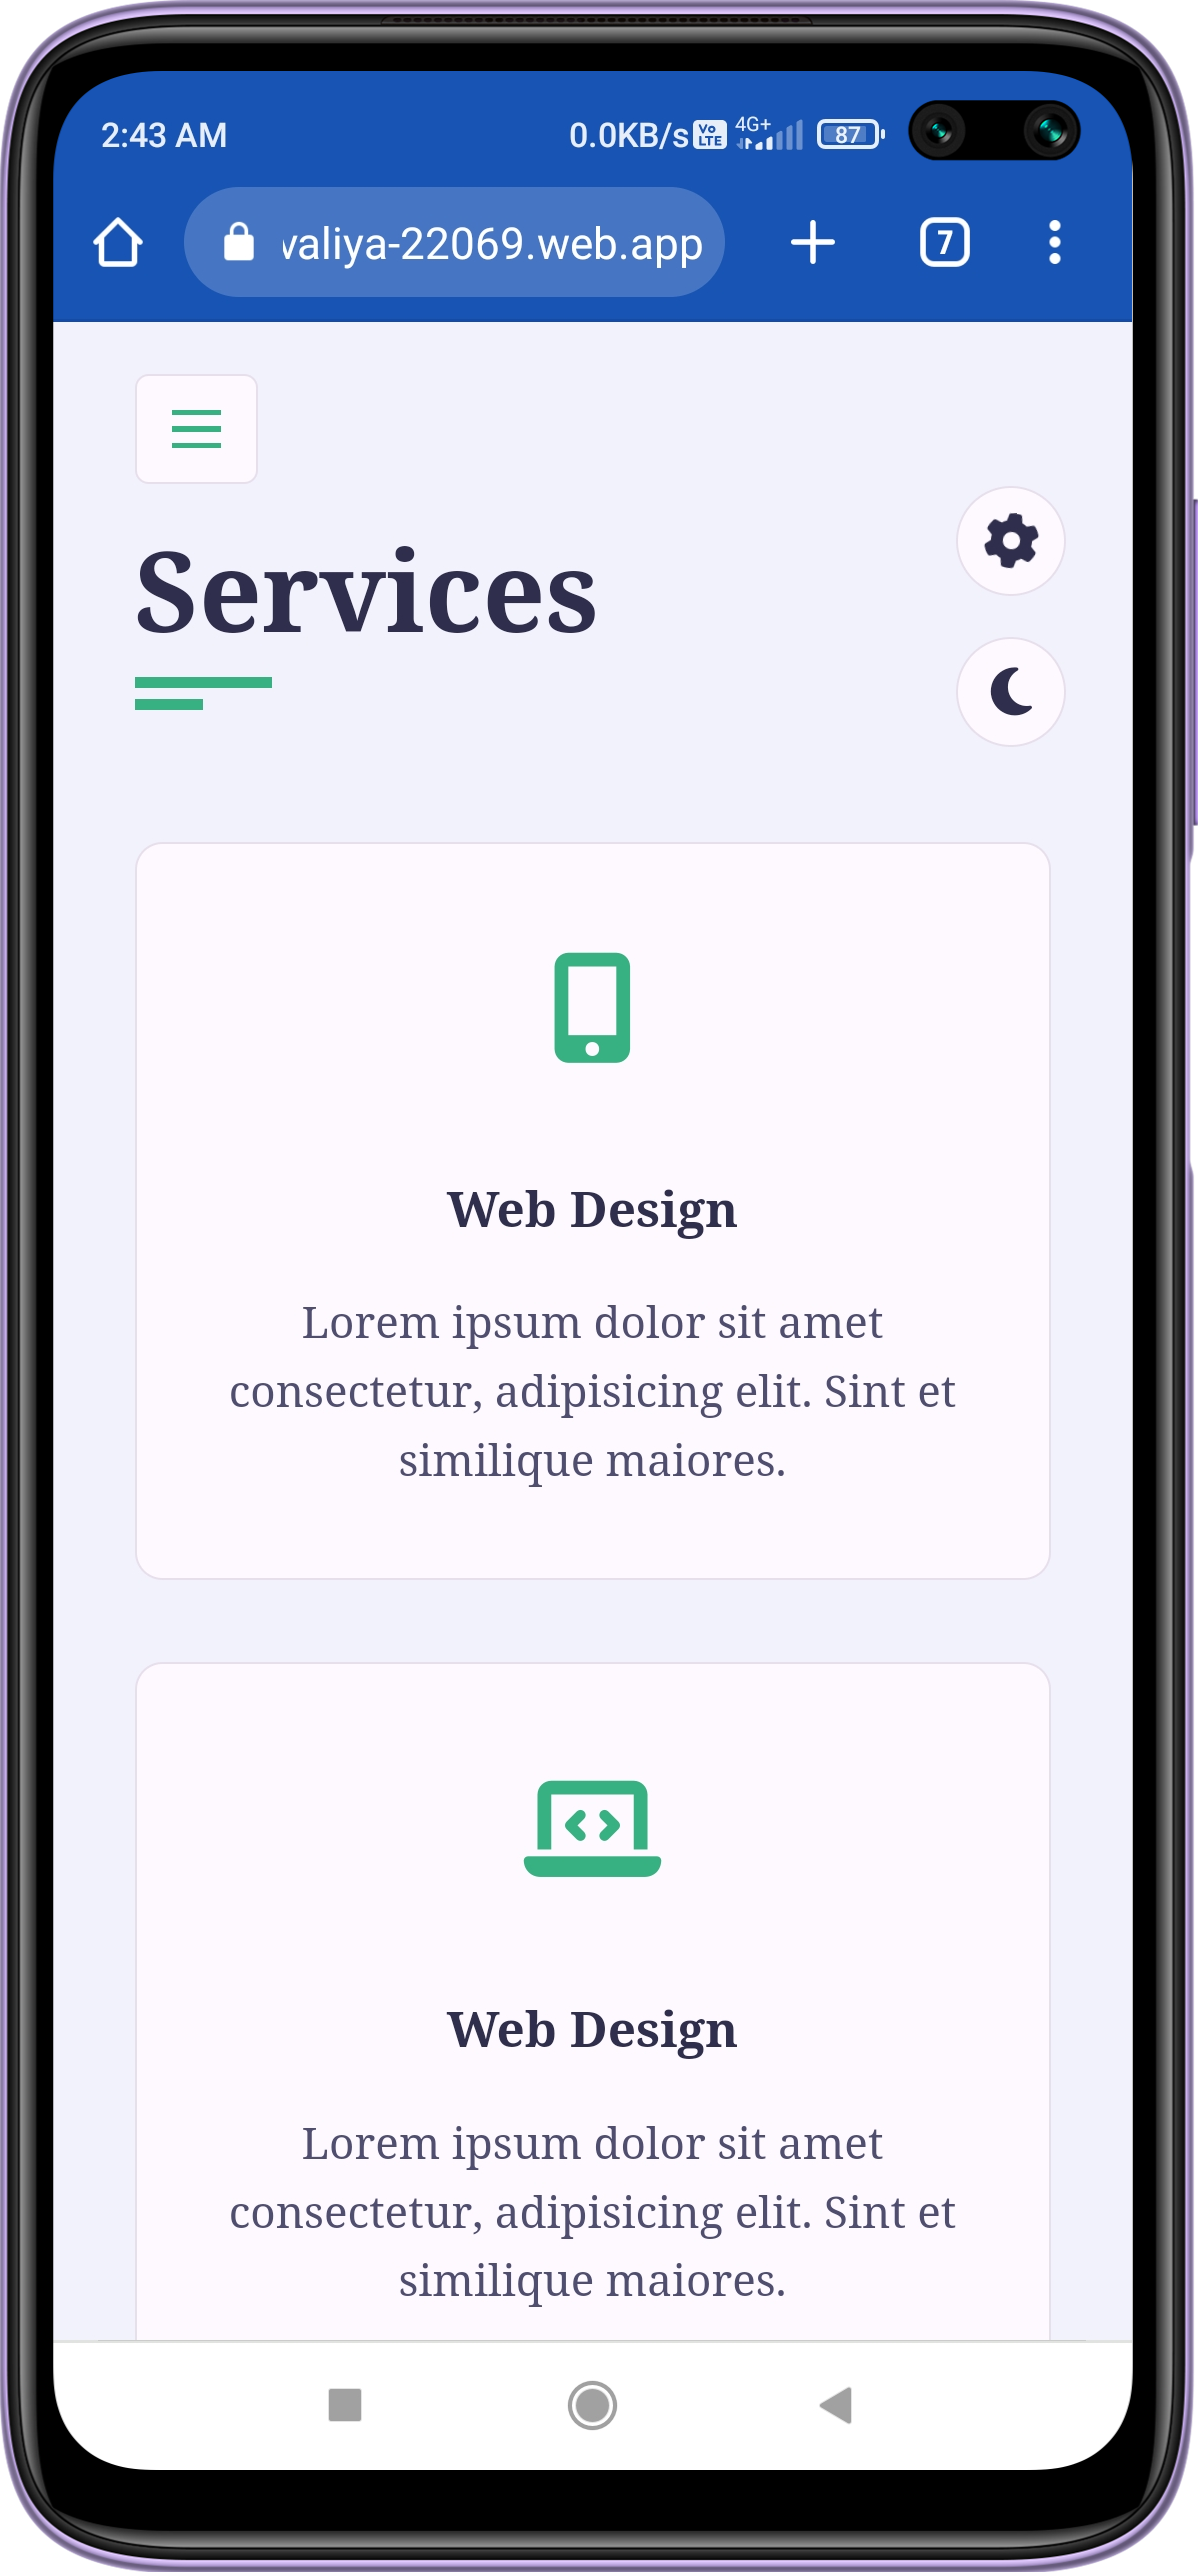 2:43 AM 0.0KB/s Vo LTE 4G+ 87
valiya-22069.web.app 7
Services
Web Design
Lorem ipsum dolor sit amet
consectetur, adipisicing elit. Sint et
similique maiores.
Web Design
Lorem ipsum dolor sit amet
consectetur, adipisicing elit. Sint et
similique maiores.